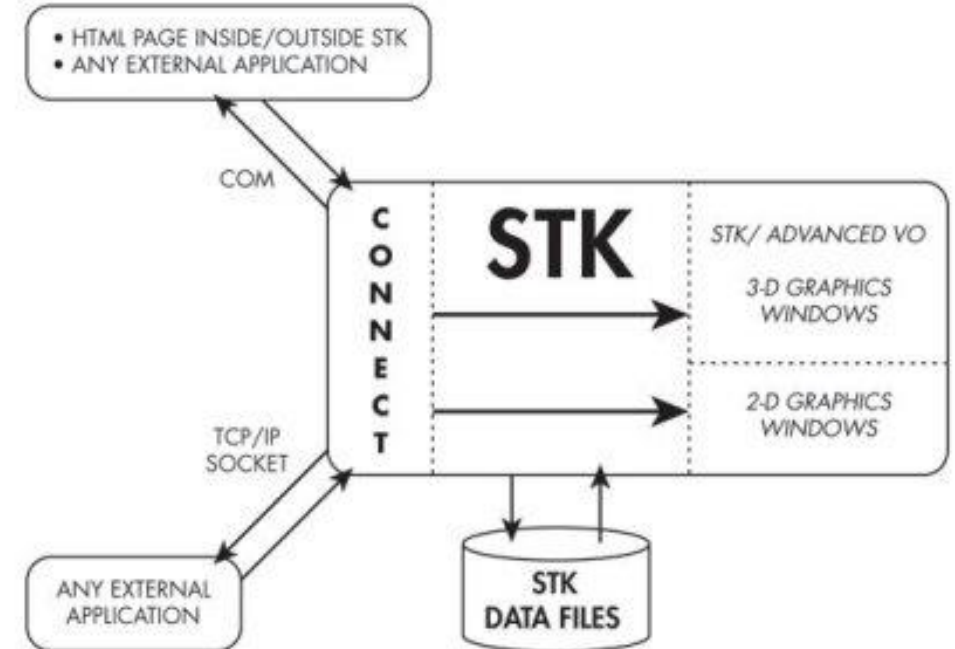 • HTML PAGE INSIDE/OUTSIDE STK
• ANY EXTERNAL APPLICATION
COM
CONNECT
STK
STK/ ADVANCED VO
3-D GRAPHICS
WINDOWS
2-D GRAPHICS
WINDOWS
TCP/IP
SOCKET
ANY EXTERNAL
APPLICATION
STK
DATA FILES